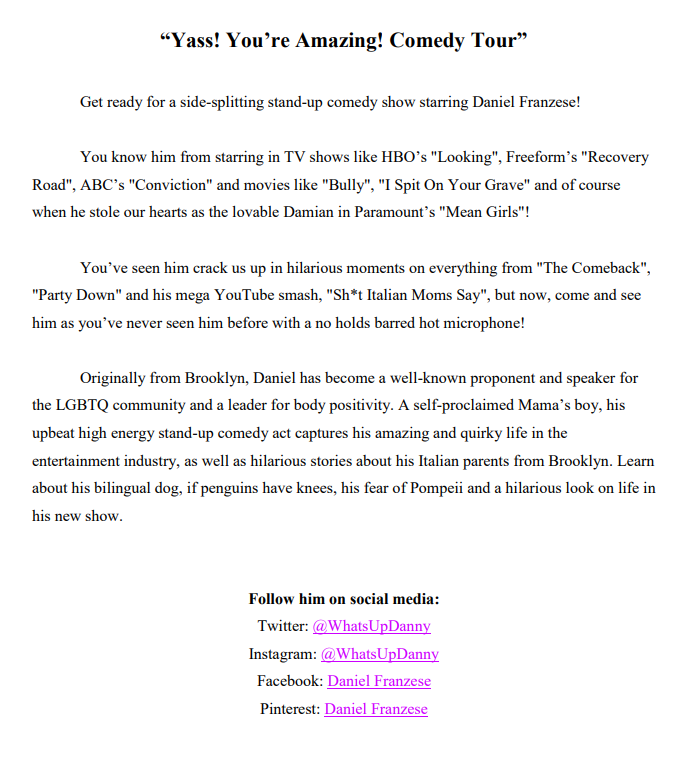 “Yass! You’re Amazing! Comedy Tour”
Get ready for a side-splitting stand-up comedy show starring Daniel Franzese!
You know him from starring in TV shows like HBO’s "Looking", Freeform’s "Recovery
Road", ABC’s "Conviction" and movies like "Bully", "I Spit On Your Grave" and of course
when he stole our hearts as the lovable Damian in Paramount’s "Mean Girls"!
You’ve seen him crack us up in hilarious moments on everything from "The Comeback",
"Party Down" and his mega YouTube smash, "Sh*t Italian Moms Say", but now, come and see
him as you’ve never seen him before with a no holds barred hot microphone!
Originally from Brooklyn, Daniel has become a well-known proponent and speaker for
the LGBTQ community and a leader for body positivity. A self-proclaimed Mama’s boy, his
upbeat high energy stand-up comedy act captures his amazing and quirky life in the
entertainment industry, as well as hilarious stories about his Italian parents from Brooklyn. Learn
about his bilingual dog, if penguins have knees, his fear of Pompeii and a hilarious look on life in
his new show.
Follow him on social media:
Twitter: @WhatsUpDanny
Instagram: @WhatsUpDanny
Facebook: Daniel Franzese
Pinterest: Daniel Franzese